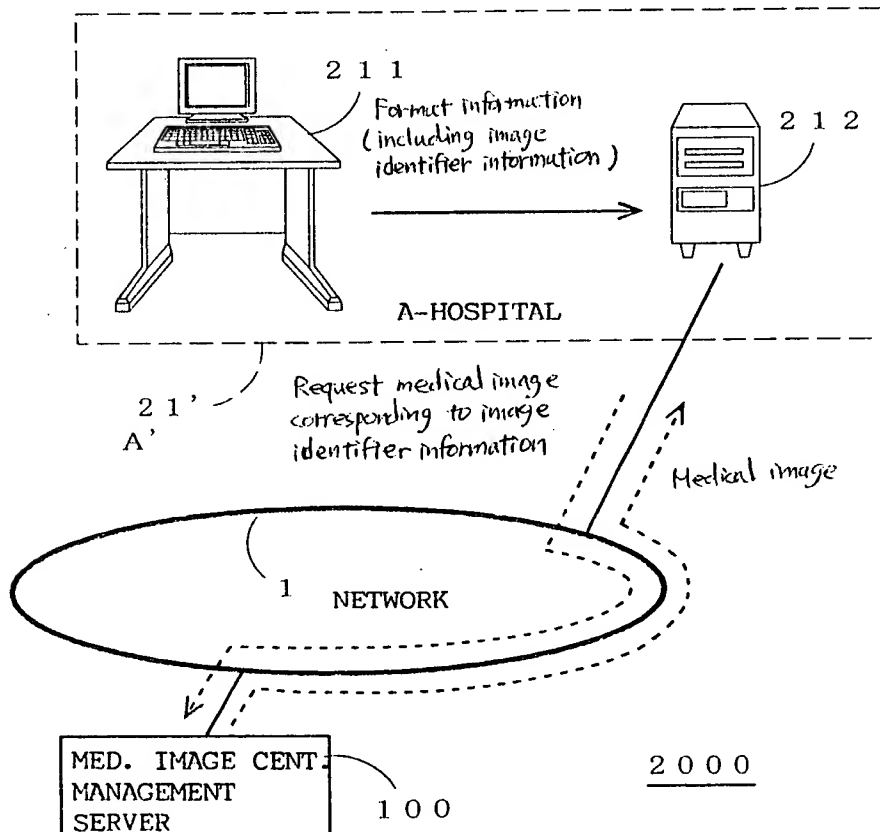 2 1 1
Format information
(including image
identifier information)
2 1 2
A-HOSPITAL
2 1'
A'
Request medical image
corresponding to image
identifier information
Medical image
1
NETWORK
MED. IMAGE CENT.
MANAGEMENT
SERVER
1 0 0
2 0 0 0